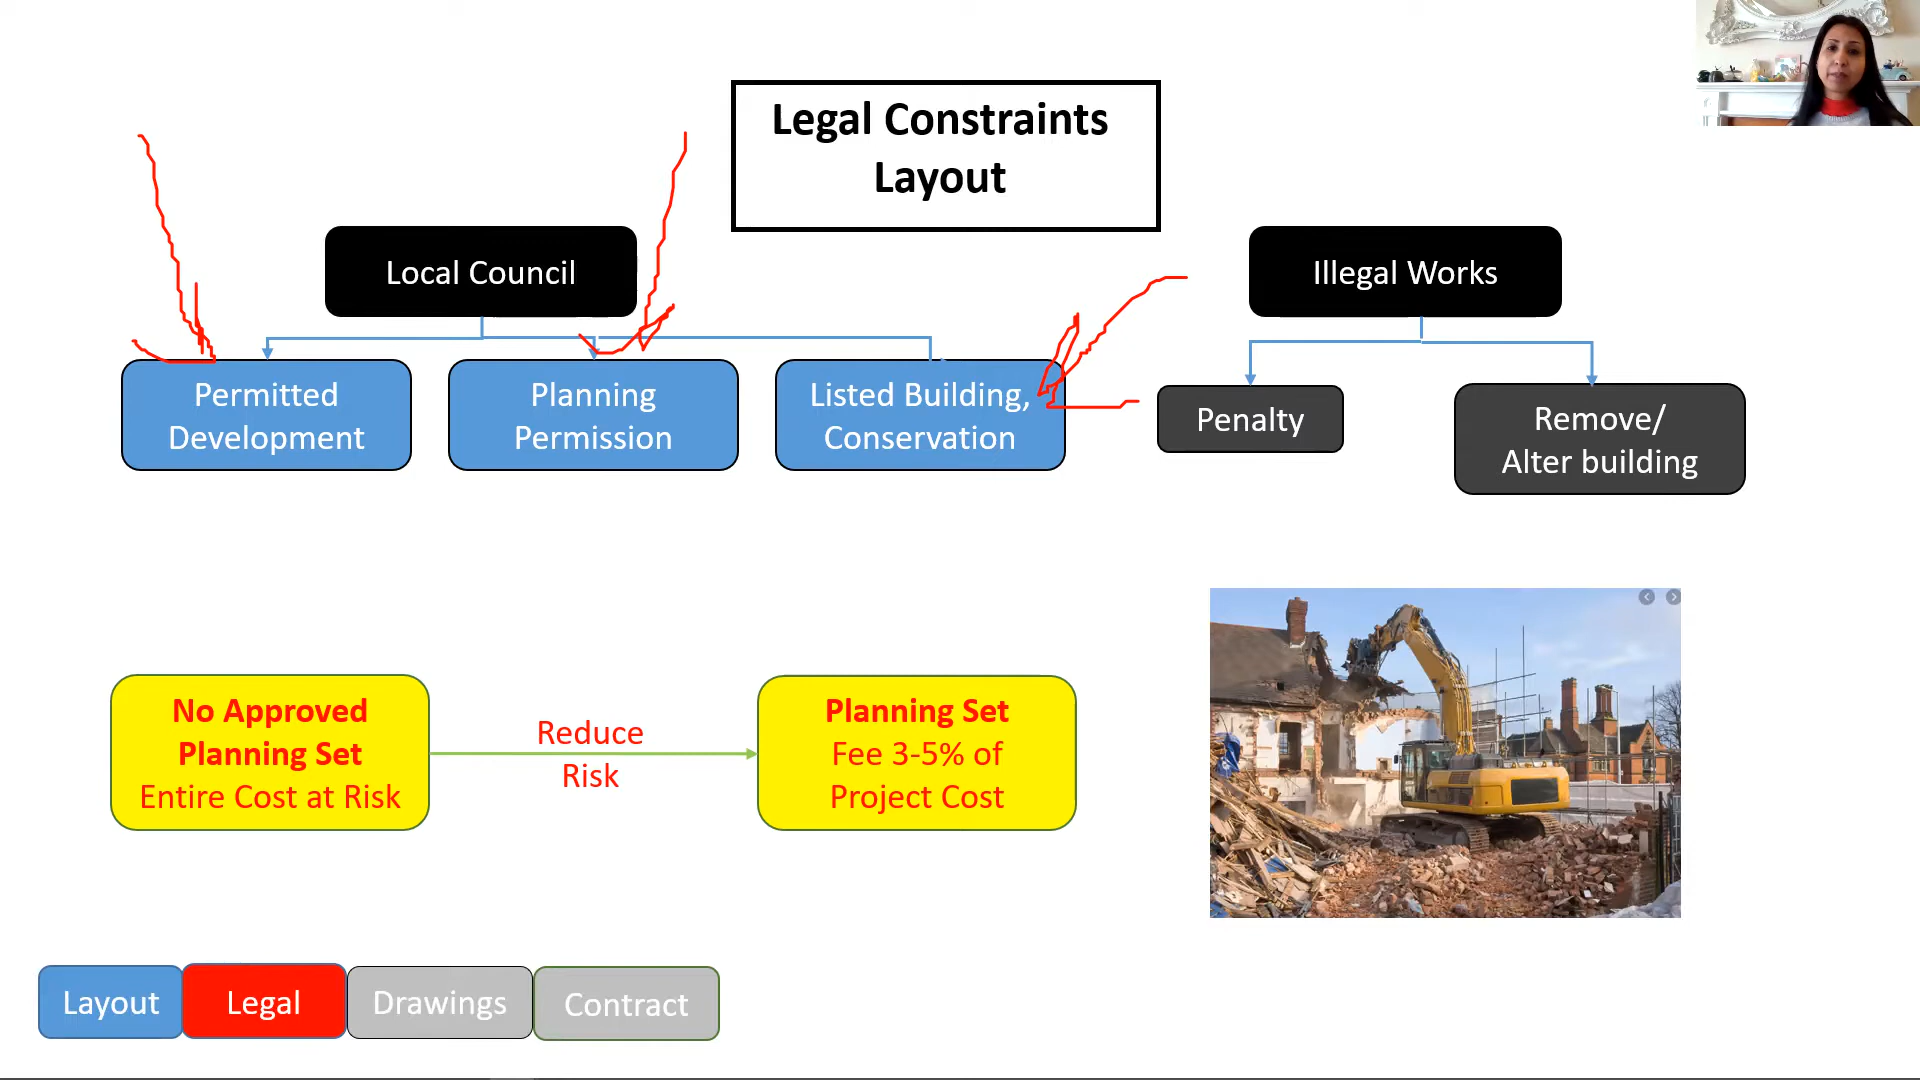 Legal Constraints
Layout
Local Council
Illegal Works
Permitted
Development
Planning
Permission
Listed Building,
Conservation
Penalty
Remove/
Alter building
No Approved
Planning Set
Entire Cost at Risk
Reduce
Risk
Planning Set
Fee 3-5% of
Project Cost
Layout
Legal
Drawings
Contract